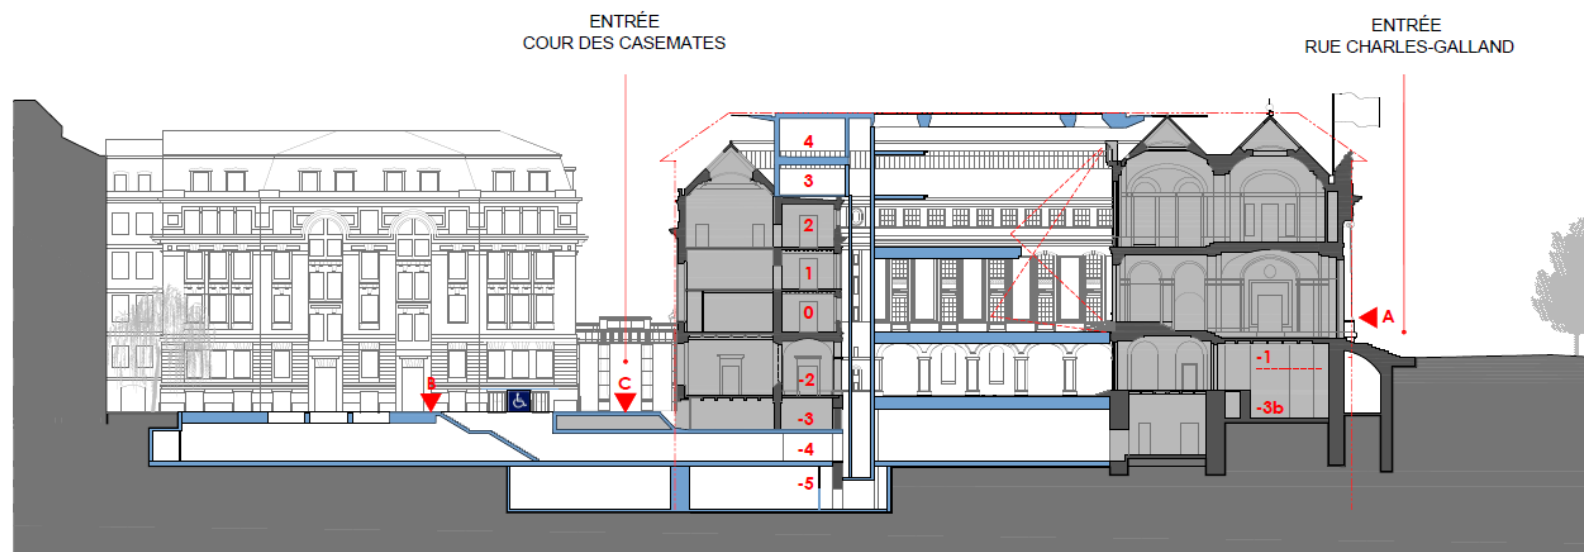 ENTRÉE
COUR DES CASEMATES
ENTRÉE
RUE CHARLES-GALLAND
4
3
2
1
0
A
-1
-2
B
C
-3b
-3
-4
-5